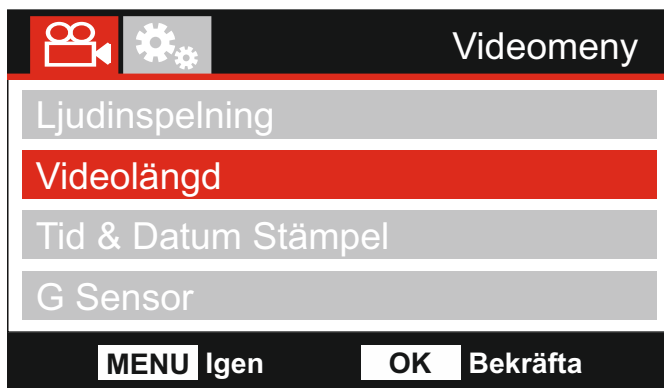 Videomeny
Ljudinspelning
Videolängd
Tid & Datum Stämpel
G Sensor
MENU Igen OK Bekräfta